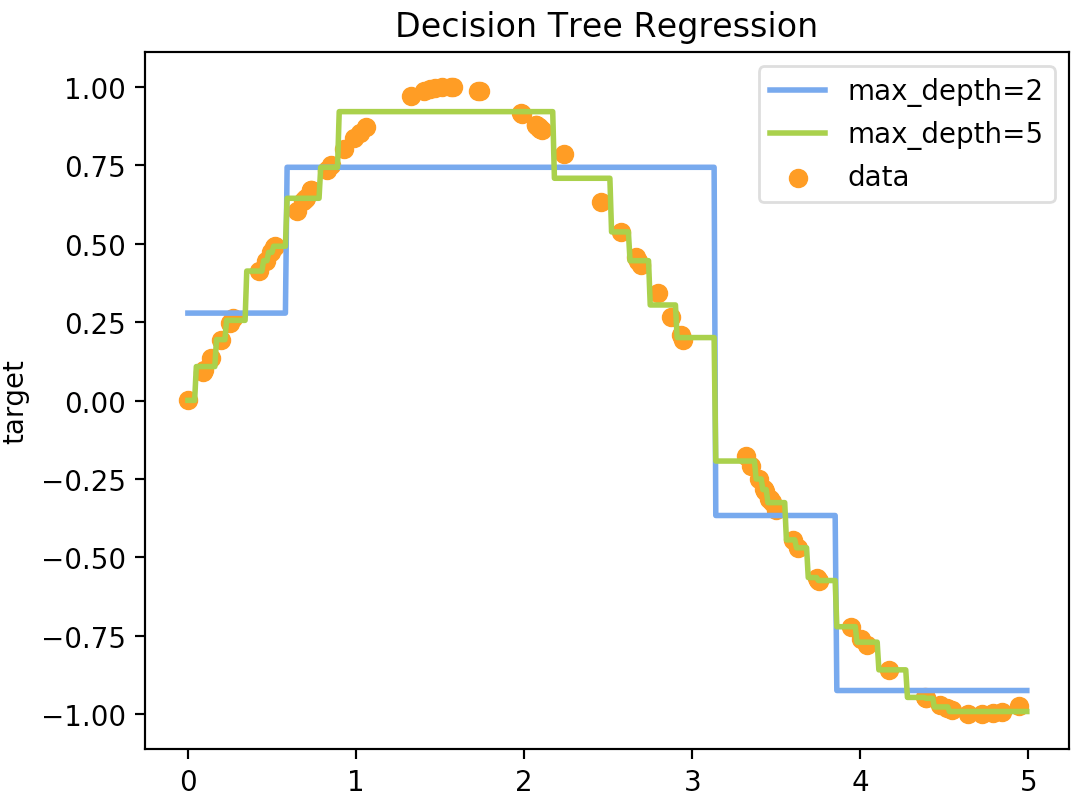 Decision Tree Regression
max_depth=2
max_depth=5
data
target
1.00
0.75
0.50
0.25
0.00
−0.25
−0.50
−0.75
−1.00
0 1 2 3 4 5